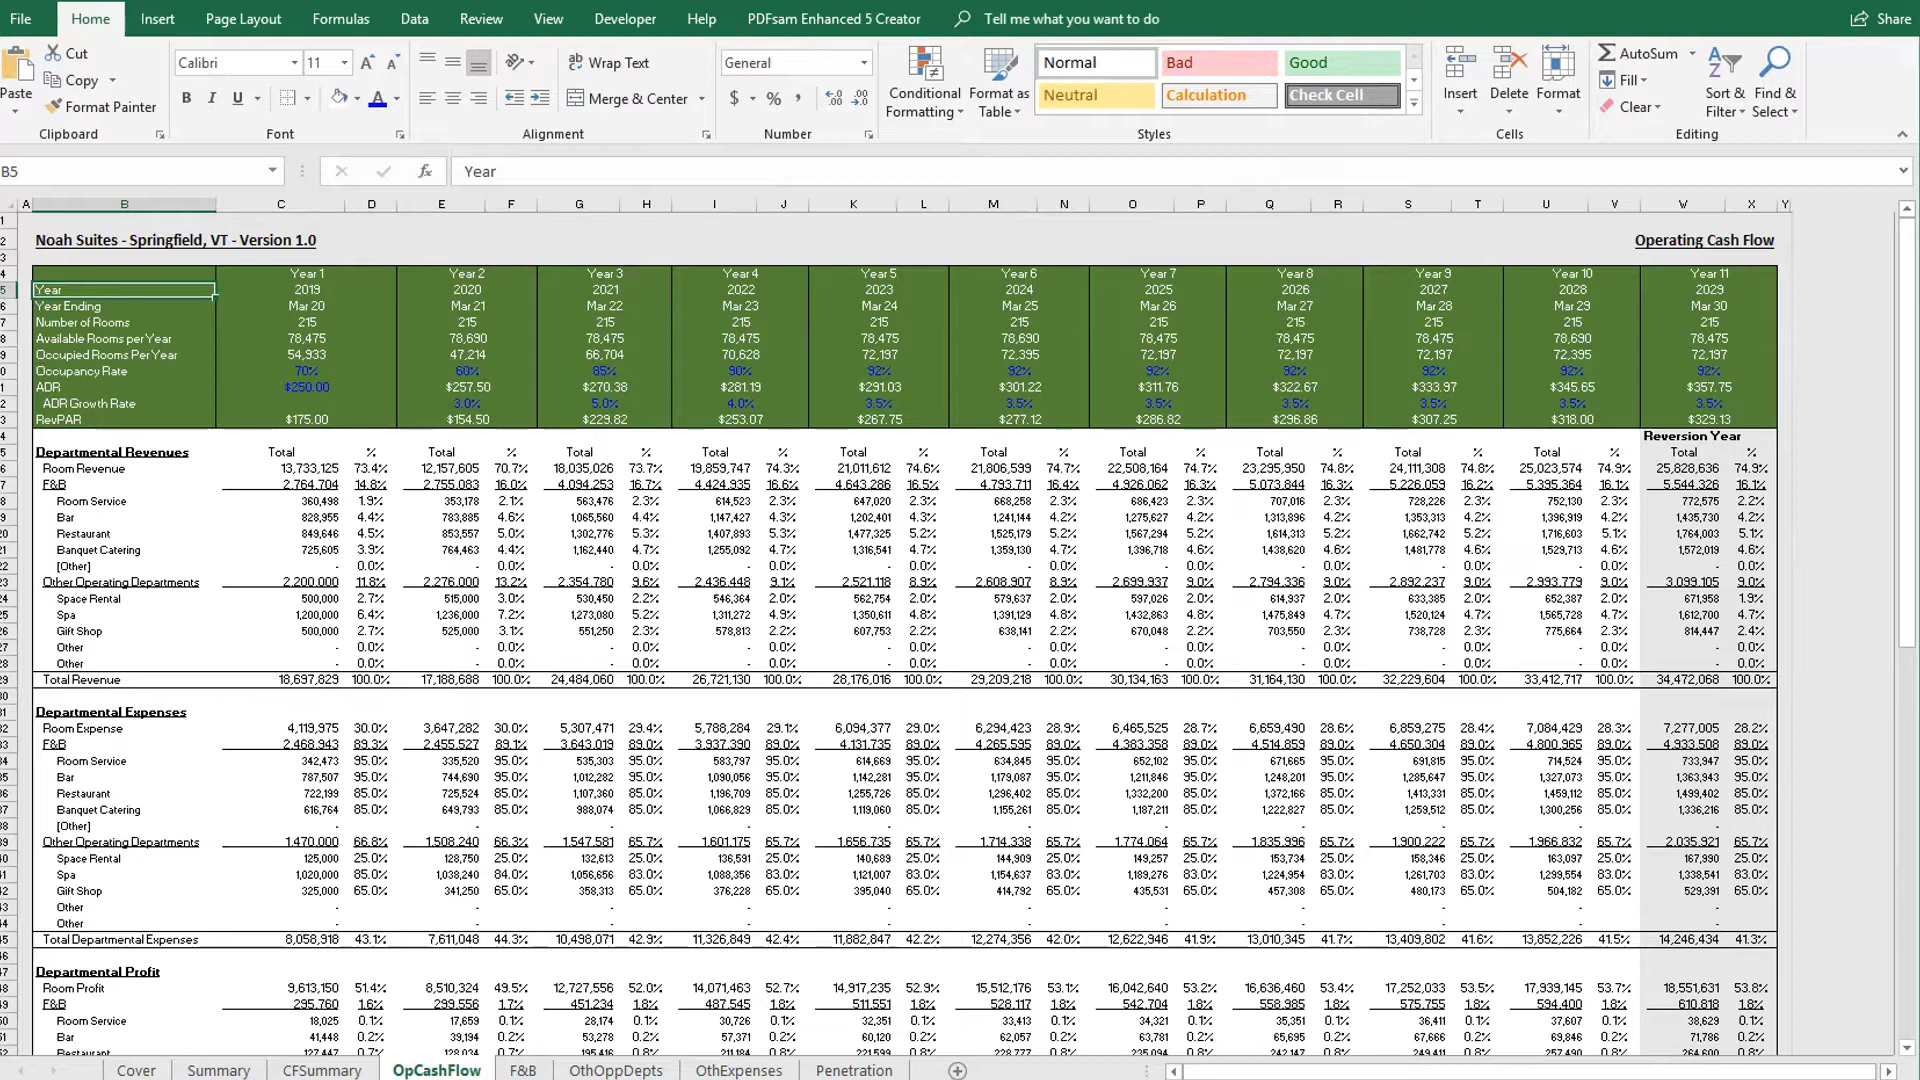 File Home Insert Page Layout Formulas Data Review View Developer Help PDFsam Enhanced 5 Creator Tell me what you want to do Share
Paste Cut Copy Format Painter Clipboard
Calibri 11 B I U Font
Wrap Text Merge & Center Alignment
General $ % , Number
Conditional Formatting Format as Table
Normal Bad Good
Neutral Calculation Check Cell
Styles
Insert Delete Format Cells
AutoSum Fill Clear Sort & Filter Find & Select Editing
B5 fx Year
A B C D E F G H I J K L M N O P Q R S T U V W X Y
Noah Suites - Springfield, VT - Version 1.0 Operating Cash Flow
Year 1 Year 2 Year 3 Year 4 Year 5 Year 6 Year 7 Year 8 Year 9 Year 10 Year 11
Year 2019 2020 2021 2022 2023 2024 2025 2026 2027 2028 2029
Year Ending Mar 20 Mar 21 Mar 22 Mar 23 Mar 24 Mar 25 Mar 26 Mar 27 Mar 28 Mar 29 Mar 30
Number of Rooms 215 215 215 215 215 215 215 215 215 215 215
Available Rooms per Year 78,475 78,690 78,475 78,475 78,475 78,690 78,475 78,475 78,475 78,690 78,475
Occupied Rooms Per Year 54,933 47,214 66,704 70,628 72,197 72,395 72,197 72,197 72,197 72,395 72,197
Occupancy Rate 70% 60% 85% 90% 92% 92% 92% 92% 92% 92% 92%
ADR $250.00 $257.50 $270.38 $281.19 $291.03 $301.22 $311.76 $322.67 $333.97 $345.65 $357.75
ADR Growth Rate 3.0% 5.0% 4.0% 3.5% 3.5% 3.5% 3.5% 3.5% 3.5% 3.5%
RevPAR $175.00 $154.50 $229.82 $253.07 $267.75 $277.12 $286.82 $296.86 $307.25 $318.00 $329.13
Reversion Year
Departmental Revenues Total % Total % Total % Total % Total % Total % Total % Total % Total % Total % Total %
Room Revenue 13,733,125 73.4% 12,157,605 70.7% 18,035,026 73.7% 19,859,747 74.3% 21,011,612 74.6% 21,806,599 74.7% 22,508,164 74.7% 23,295,950 74.8% 24,111,308 74.8% 25,023,574 74.9% 25,828,636 74.9%
F&B 2,764,704 14.8% 2,755,083 16.0% 4,094,253 16.7% 4,424,935 16.6% 4,643,286 16.5% 4,793,711 16.4% 4,926,062 16.3% 5,073,844 16.3% 5,226,059 16.2% 5,395,364 16.1% 5,544,326 16.1%
Room Service 360,498 1.9% 353,178 2.1% 563,476 2.3% 614,523 2.3% 647,020 2.3% 668,258 2.3% 686,423 2.3% 707,016 2.3% 728,226 2.3% 752,130 2.3% 772,575 2.2%
Bar 828,955 4.4% 783,885 4.6% 1,065,560 4.4% 1,147,427 4.3% 1,202,401 4.3% 1,241,144 4.2% 1,275,627 4.2% 1,313,896 4.2% 1,353,313 4.2% 1,396,919 4.2% 1,435,730 4.2%
Restaurant 849,646 4.5% 853,557 5.0% 1,302,776 5.3% 1,407,893 5.3% 1,477,325 5.2% 1,525,179 5.2% 1,567,294 5.2% 1,614,313 5.2% 1,662,742 5.2% 1,716,603 5.1% 1,764,003 5.1%
Banquet Catering 725,605 3.9% 764,463 4.4% 1,162,440 4.7% 1,255,092 4.7% 1,316,541 4.7% 1,359,130 4.7% 1,396,718 4.6% 1,438,620 4.6% 1,481,778 4.6% 1,529,713 4.6% 1,572,019 4.6%
[Other] - 0.0% - 0.0% - 0.0% - 0.0% - 0.0% - 0.0% - 0.0% - 0.0% - 0.0% - 0.0% - 0.0%
Other Operating Departments 2,200,000 11.8% 2,276,000 13.2% 2,354,780 9.6% 2,436,448 9.1% 2,521,118 8.9% 2,608,907 8.9% 2,699,937 9.0% 2,794,336 9.0% 2,892,237 9.0% 2,993,779 9.0% 3,099,105 9.0%
Space Rental 500,000 2.7% 515,000 3.0% 530,450 2.2% 546,364 2.0% 562,754 2.0% 579,637 2.0% 597,026 2.0% 614,937 2.0% 633,385 2.0% 652,387 2.0% 671,958 1.9%
Spa 1,200,000 6.4% 1,236,000 7.2% 1,273,080 5.2% 1,311,272 4.9% 1,350,611 4.8% 1,391,129 4.8% 1,432,863 4.8% 1,475,849 4.7% 1,520,124 4.7% 1,565,728 4.7% 1,612,700 4.7%
Gift Shop 500,000 2.7% 525,000 3.1% 551,250 2.3% 578,813 2.2% 607,753 2.2% 638,141 2.2% 670,048 2.2% 703,550 2.3% 738,728 2.3% 775,664 2.3% 814,447 2.4%
Other - 0.0% - 0.0% - 0.0% - 0.0% - 0.0% - 0.0% - 0.0% - 0.0% - 0.0% - 0.0% - 0.0%
Other - 0.0% - 0.0% - 0.0% - 0.0% - 0.0% - 0.0% - 0.0% - 0.0% - 0.0% - 0.0% - 0.0%
Total Revenue 18,697,829 100.0% 17,188,688 100.0% 24,484,060 100.0% 26,721,130 100.0% 28,176,016 100.0% 29,209,218 100.0% 30,134,163 100.0% 31,164,130 100.0% 32,229,604 100.0% 33,412,717 100.0% 34,472,068 100.0%
Departmental Expenses
Room Expense 4,119,975 30.0% 3,647,282 30.0% 5,307,471 29.4% 5,788,284 29.1% 6,094,377 29.0% 6,294,423 28.9% 6,465,525 28.7% 6,659,490 28.6% 6,859,275 28.4% 7,084,429 28.3% 7,277,005 28.2%
F&B 2,468,943 89.3% 2,455,527 89.1% 3,643,019 89.0% 3,937,390 89.0% 4,131,735 89.0% 4,265,595 89.0% 4,383,358 89.0% 4,514,859 89.0% 4,650,304 89.0% 4,800,965 89.0% 4,933,508 89.0%
Room Service 342,473 95.0% 335,520 95.0% 535,303 95.0% 583,797 95.0% 614,669 95.0% 634,845 95.0% 652,102 95.0% 671,665 95.0% 691,815 95.0% 714,524 95.0% 733,947 95.0%
Bar 787,507 95.0% 744,690 95.0% 1,012,282 95.0% 1,090,056 95.0% 1,142,281 95.0% 1,179,087 95.0% 1,211,846 95.0% 1,248,201 95.0% 1,285,647 95.0% 1,327,073 95.0% 1,363,943 95.0%
Restaurant 722,199 85.0% 725,524 85.0% 1,107,360 85.0% 1,196,709 85.0% 1,255,726 85.0% 1,296,402 85.0% 1,332,200 85.0% 1,372,166 85.0% 1,413,331 85.0% 1,459,112 85.0% 1,499,402 85.0%
Banquet Catering 616,764 85.0% 649,793 85.0% 988,074 85.0% 1,066,829 85.0% 1,119,060 85.0% 1,155,261 85.0% 1,187,211 85.0% 1,222,827 85.0% 1,259,512 85.0% 1,300,256 85.0% 1,336,216 85.0%
[Other] - - - - - - - - - - -
Other Operating Departments 1,470,000 66.8% 1,508,240 66.3% 1,547,581 65.7% 1,601,175 65.7% 1,656,735 65.7% 1,714,338 65.7% 1,774,064 65.7% 1,835,996 65.7% 1,900,222 65.7% 1,966,832 65.7% 2,035,921 65.7%
Space Rental 125,000 25.0% 128,750 25.0% 132,613 25.0% 136,591 25.0% 140,689 25.0% 144,909 25.0% 149,257 25.0% 153,734 25.0% 158,346 25.0% 163,097 25.0% 167,990 25.0%
Spa 1,020,000 85.0% 1,038,240 84.0% 1,056,656 83.0% 1,088,356 83.0% 1,121,007 83.0% 1,154,637 83.0% 1,189,276 83.0% 1,224,954 83.0% 1,261,703 83.0% 1,299,554 83.0% 1,338,541 83.0%
Gift Shop 325,000 65.0% 341,250 65.0% 358,313 65.0% 376,228 65.0% 395,040 65.0% 414,792 65.0% 435,531 65.0% 457,308 65.0% 480,173 65.0% 504,182 65.0% 529,391 65.0%
Other - - - - - - - - - - -
Other - - - - - - - - - - -
Total Departmental Expenses 8,058,918 43.1% 7,611,048 44.3% 10,498,071 42.9% 11,326,849 42.4% 11,882,847 42.2% 12,274,356 42.0% 12,622,946 41.9% 13,010,345 41.7% 13,409,802 41.6% 13,852,226 41.5% 14,246,434 41.3%
Departmental Profit
Room Profit 9,613,150 51.4% 8,510,324 49.5% 12,727,556 52.0% 14,071,463 52.7% 14,917,235 52.9% 15,512,176 53.1% 16,042,640 53.2% 16,636,460 53.4% 17,252,033 53.5% 17,939,145 53.7% 18,551,631 53.8%
F&B 295,760 1.6% 299,556 1.7% 451,234 1.8% 487,545 1.8% 511,551 1.8% 528,117 1.8% 542,704 1.8% 558,985 1.8% 575,755 1.8% 594,400 1.8% 610,818 1.8%
Room Service 18,025 0.1% 17,659 0.1% 28,174 0.1% 30,726 0.1% 32,351 0.1% 33,413 0.1% 34,321 0.1% 35,351 0.1% 36,411 0.1% 37,607 0.1% 38,629 0.1%
Bar 41,448 0.2% 39,194 0.2% 53,278 0.2% 57,371 0.2% 60,120 0.2% 62,057 0.2% 63,781 0.2% 65,695 0.2% 67,666 0.2% 69,846 0.2% 71,786 0.2%
Restaurant 127,447 0.7% 128,034 0.7% 195,416 0.8% 211,184 0.8% 221,599 0.8% 228,777 0.8% 235,094 0.8% 242,147 0.8% 249,411 0.8% 257,490 0.8% 264,600 0.8%
Cover Summary CFSummary OpCashFlow F&B OthOppDepts OthExpenses Penetration